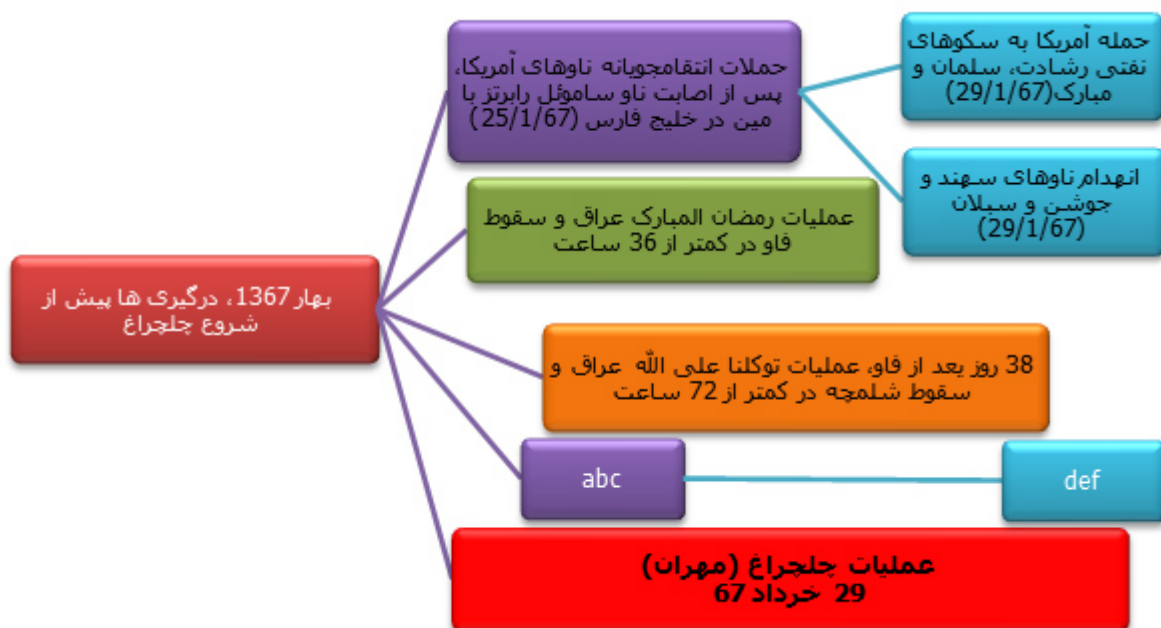 بهار 1367، درگیری ها پیش از
شروع چلچراغ
حملات انتقامجویانه ناوهای آمریکا،
پس از اصابت ناو ساموئل رابرتز با
مین در خلیج فارس (25/1/67)
حمله آمریکا به سکوهای
نفتی رشادت، سلمان و
مبارک(29/1/67)
انهدام ناوهای سهند و
جوشن و سبلان
(29/1/67)
عملیات رمضان المبارک عراق و سقوط
فاو در کمتر از 36 ساعت
38 روز بعد از فاو، عملیات توکلنا علی الله عراق و
سقوط شلمچه در کمتر از 72 ساعت
abc
def
عملیات چلچراغ (مهران)
29 خرداد 67